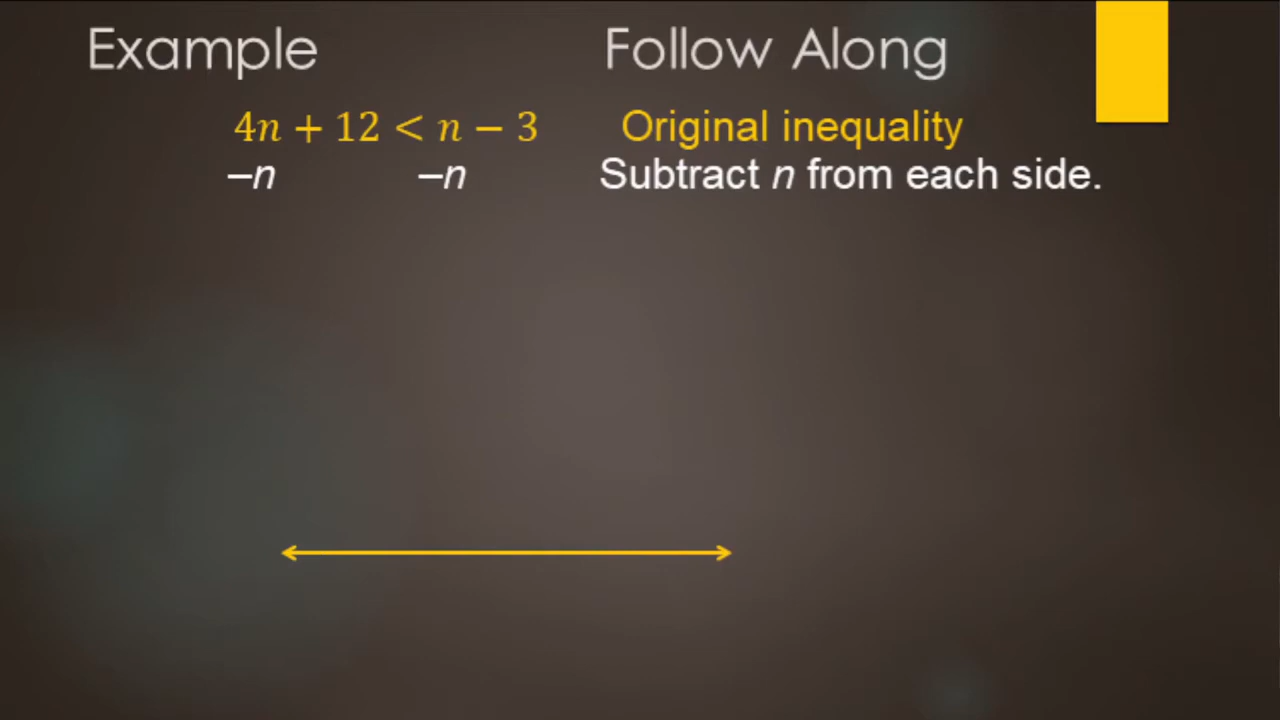 Example Follow Along
4n + 12 < n − 3 Original inequality
–n –n Subtract n from each side.